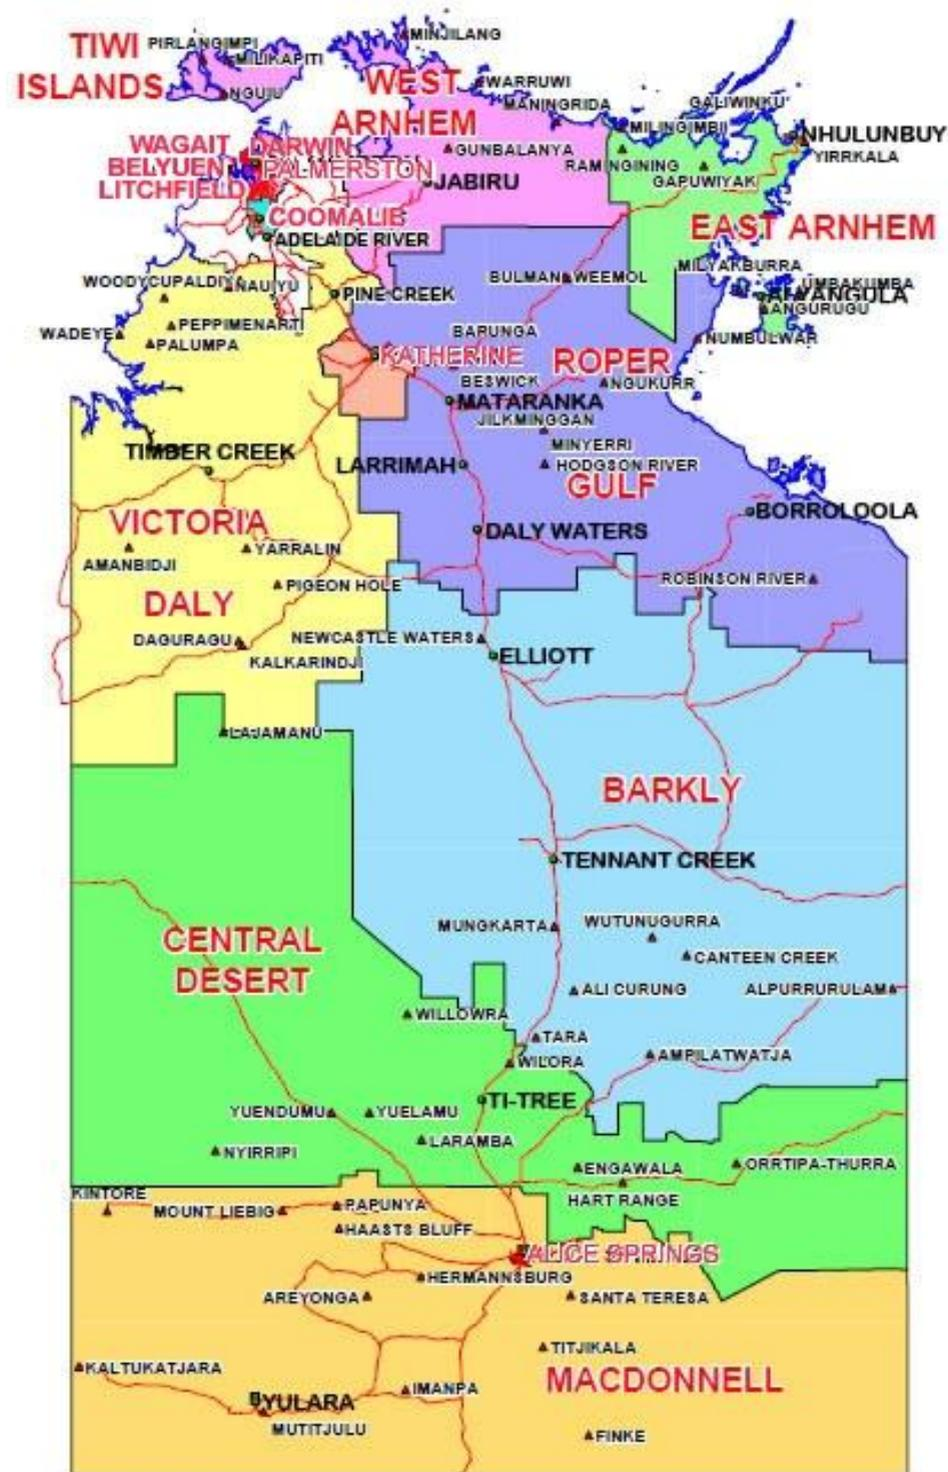 MINJILANG
TIWI
ISLANDS
PIRLANGIMPI
MILIKAPITI
NGUIU
WEST
ARNHEM
WARRUWI
MANINGRIDA
GALIWINKU
MILINGIMBI
NHULUNBUY
YIRRKALA
WAGAIT
DARWIN
BELYUEN
PALMERSTON
LITCHFIELD
GUNBALANYA
RAMINGINING
GAPUWIYAK
JABIRU
COOMALIE
ADELAIDE RIVER
EAST ARNHEM
MILYAKBURRA
UMBAKUMBA
ALYANGULA
ANGURUGU
NUMBULWAR
WOODYCUPALDIYA
NAUIYU
PINE CREEK
BULMAN
WEEMOL
WADEYE
PEPPIMENARTI
PALUMPA
BARUNGA
KATHERINE
ROPER
BESWICK
NGUKURR
MATARANKA
JILKMINGGAN
MINYERRI
TIMBER CREEK
LARRIMAH
HODGSON RIVER
GULF
BORROLOOLA
VICTORIA
DALY WATERS
YARRALIN
AMANBIDJI
PIGEON HOLE
ROBINSON RIVER
DALY
DAGURAGU
NEWCASTLE WATERS
KALKARINDJI
ELLIOTT
LAJAMANU
BARKLY
TENNANT CREEK
MUNGKARTA
WUTUNUGURRA
CENTRAL
DESERT
CANTEEN CREEK
ALI CURUNG
ALPURRURULAM
WILLOWRA
TARA
WILORA
AMPILATWATJA
TI-TREE
YUENDUMU
YUELAMU
LARAMBA
NYIRRIPI
ENGAWALA
ORRTIPA-THURRA
HART RANGE
KINTORE
MOUNT LIEBIG
PAPUNYA
HAASTS BLUFF
ALICE SPRINGS
HERMANNSBURG
AREYONGA
SANTA TERESA
TITJIKALA
KALTUKATJARA
MACDONNELL
IMANPA
YULARA
MUTITJULU
FINKE